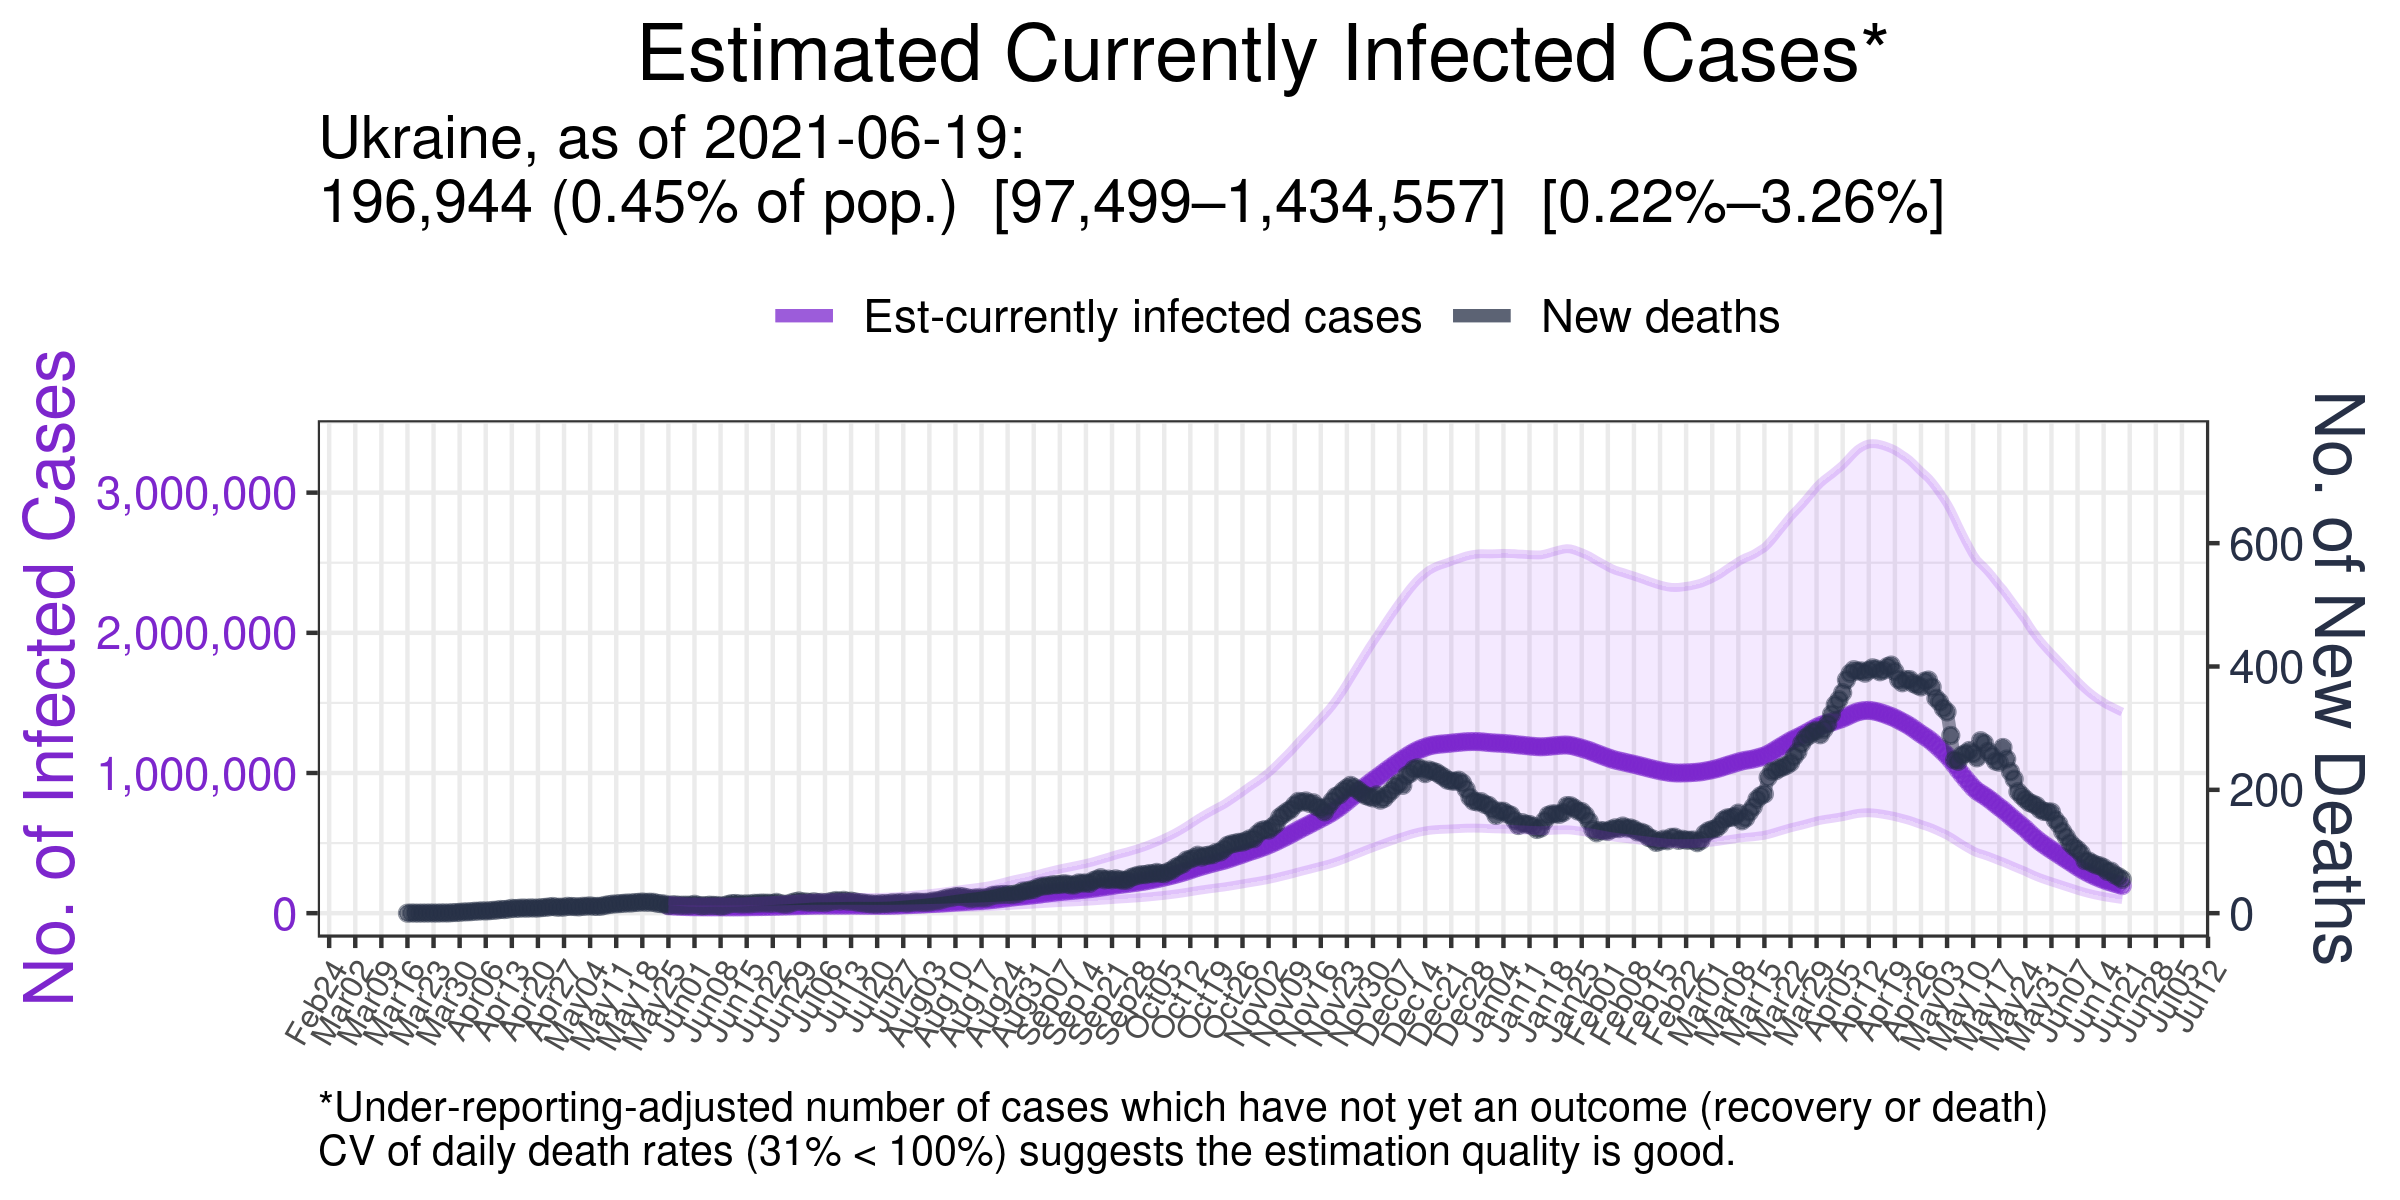 Estimated Currently Infected Cases*
Ukraine, as of 2021-06-19:
196,944 (0.45% of pop.) [97,499–1,434,557] [0.22%–3.26%]
Est-currently infected cases New deaths
No. of Infected Cases
3,000,000
2,000,000
1,000,000
0
No. of New Deaths
600
400
200
0
Feb24 Mar02 Mar09 Mar16 Mar23 Mar30 Apr06 Apr13 Apr20 Apr27 May04 May11 May18 May25 Jun01 Jun08 Jun15 Jun22 Jun29 Jul06 Jul13 Jul20 Jul27 Aug03 Aug10 Aug17 Aug24 Aug31 Sep07 Sep14 Sep21 Sep28 Oct05 Oct12 Oct19 Oct26 Nov02 Nov09 Nov16 Nov23 Nov30 Dec07 Dec14 Dec21 Dec28 Jan04 Jan11 Jan18 Jan25 Feb01 Feb08 Feb15 Feb22 Mar01 Mar08 Mar15 Mar22 Mar29 Apr05 Apr12 Apr19 Apr26 May03 May10 May17 May24 May31 Jun07 Jun14 Jun21 Jun28 Jul05 Jul12
*Under-reporting-adjusted number of cases which have not yet an outcome (recovery or death)
CV of daily death rates (31% < 100%) suggests the estimation quality is good.